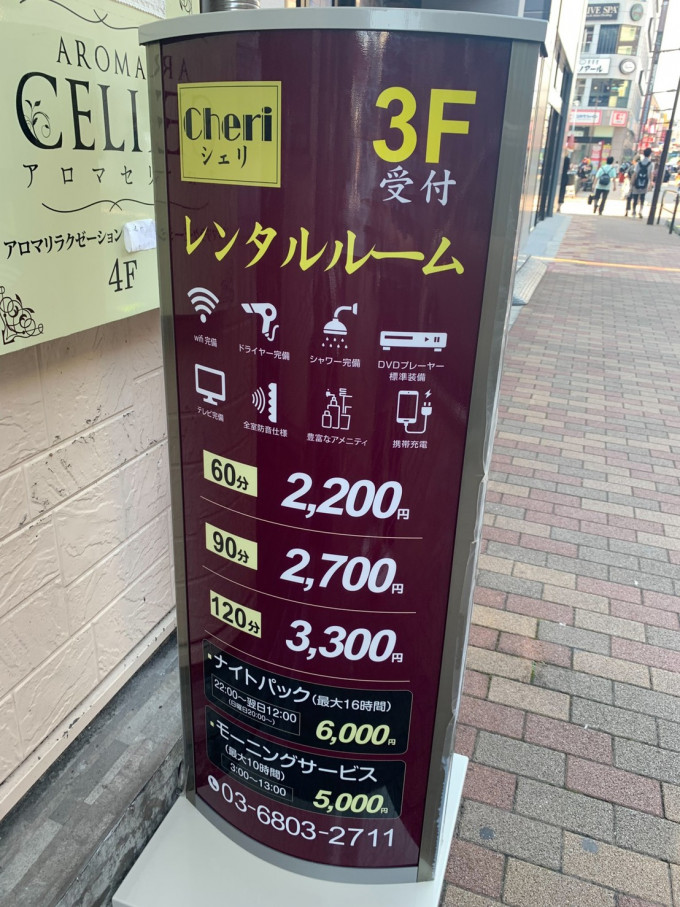 AROMA
CELI
アロマセ
アロマリラクゼーション
4F
Cheri
シェリ
3F
受付
レンタルルーム
wifi 完備
ドライヤー完備
シャワー完備
DVDプレーヤー
標準装備
テレビ完備
全室防音仕様
豊富なアメニティ
携帯充電
60分
2,200円
90分
2,700円
120分
3,300円
ナイトパック(最大16時間)
22:00〜翌日12:00
(日曜日20:00〜)
6,000円
モーニングサービス
(最大10時間)
3:00〜13:00
5,000円
03-6803-2711